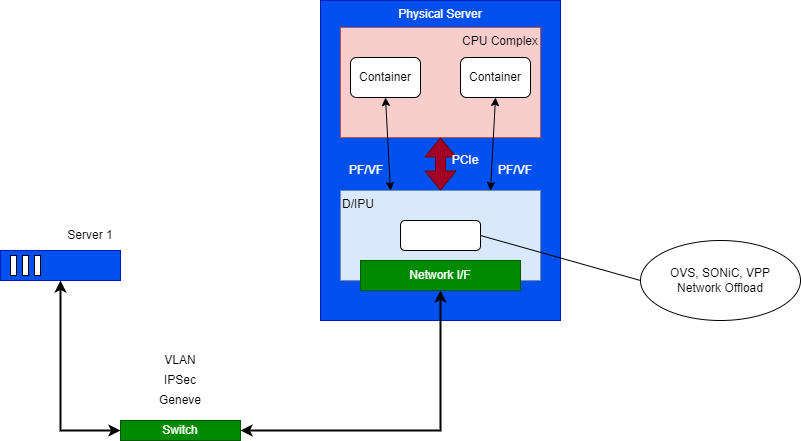 Physical Server
CPU Complex
Container
Container
PF/VF
PCIe
PF/VF
D/IPU
Server 1
Network I/F
OVS, SONiC, VPP
Network Offload
VLAN
IPSec
Geneve
Switch